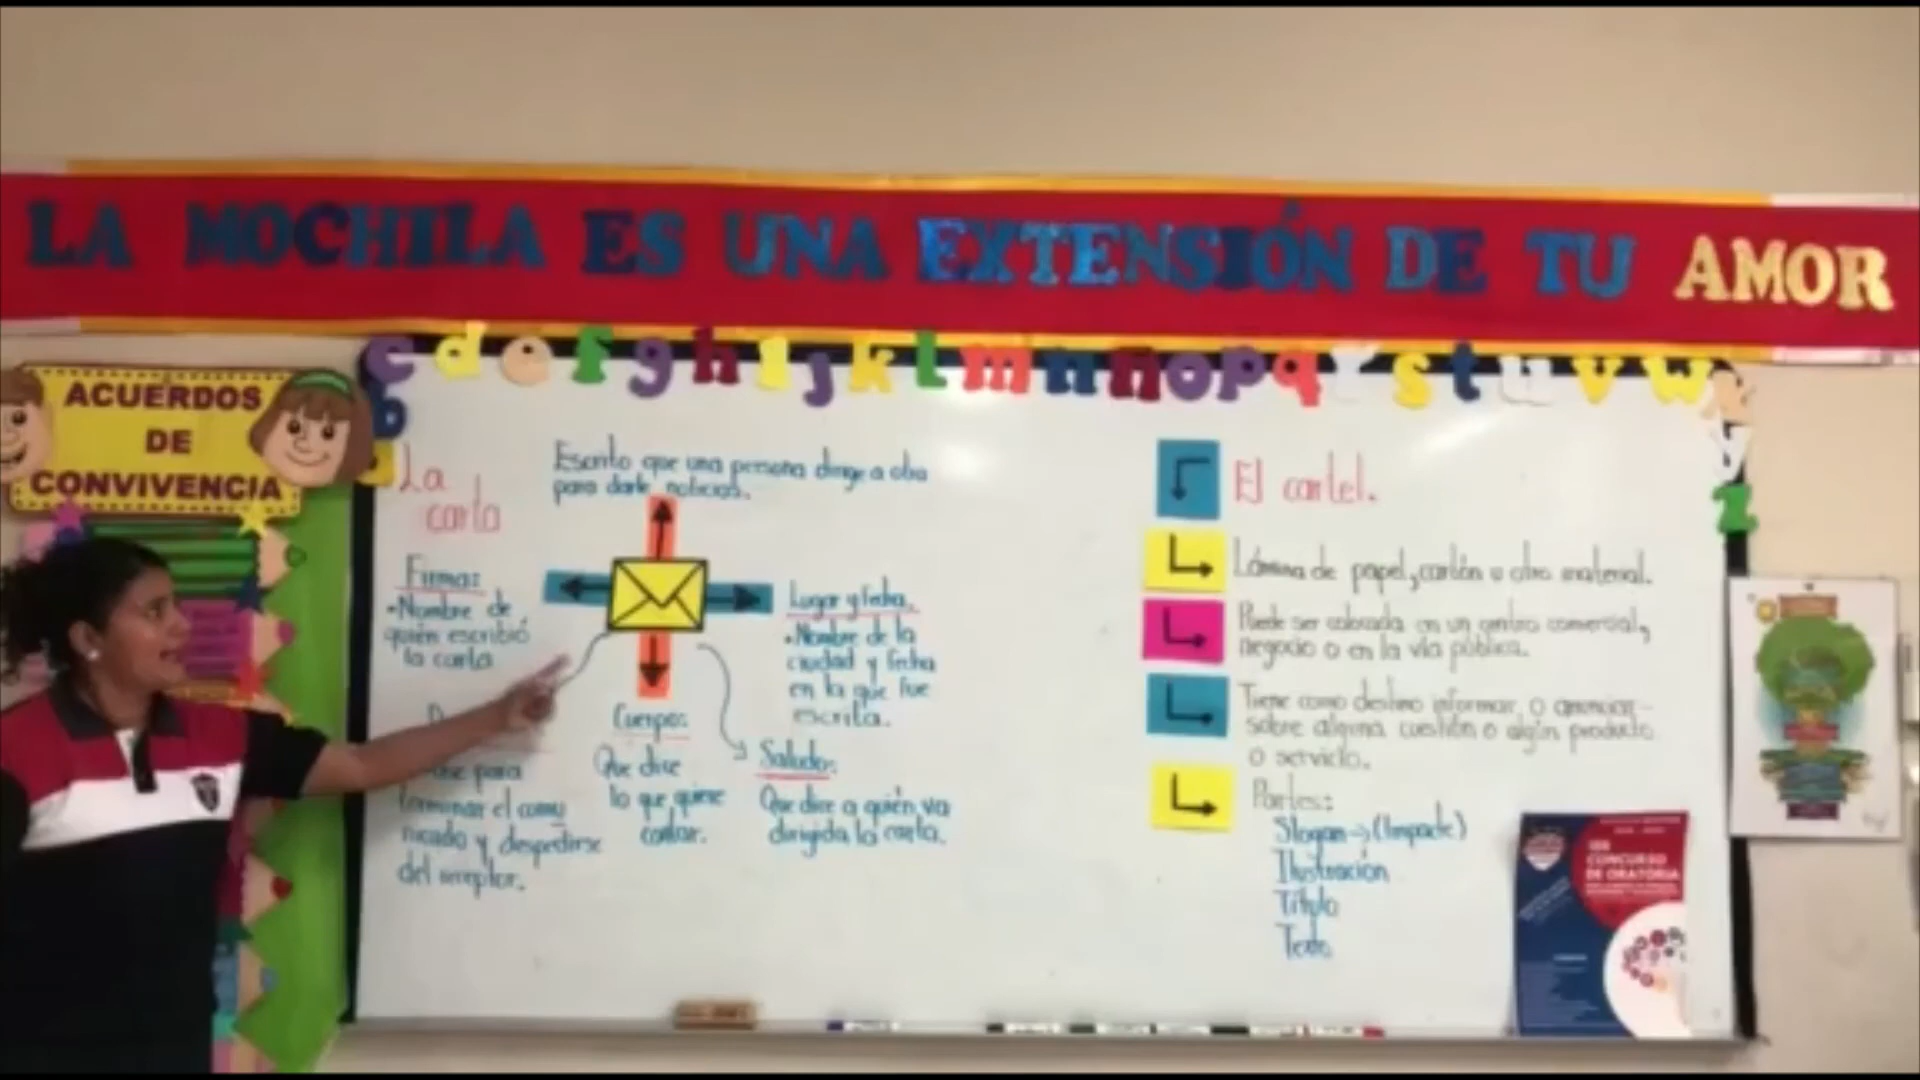 LA MOCHILA ES UNA EXTENSIÓN DE TU AMOR
c d e f g h i j k l m n ñ o p q r s t u v w x
b
y
z
ACUERDOS
DE
CONVIVENCIA
La
carta
Escrito que una persona dirige a otra
para darle noticias.
Firma:
•Nombre de
quién escribió
la carta
Lugar y fecha.
•Nombre de la
ciudad y fecha
en la que fue
escrita.
para
terminar el comu
nicado y despedirse
del receptor.
Cuerpo:
Que dice
lo que quiere
contar.
Saludo:
Que dice a quién va
dirigida la carta.
El cartel.
Lámina de papel, cartón u otro material.
Puede ser colocada en un centro comercial,
negocio o en la vía pública.
Tiene como destino informar o anunciar
sobre alguna cuestión o algún producto
o servicio.
Partes:
Slogan → (Impacte)
Ilustración
Título
Texto
CONCURSO
DE ORATORIA